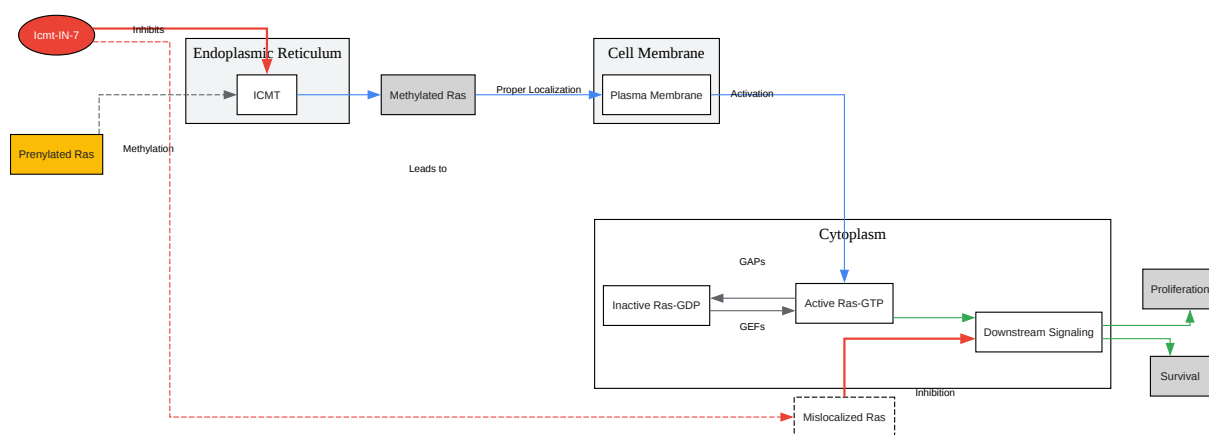 Icmt-IN-7
Inhibits
Endoplasmic Reticulum
Cell Membrane
ICMT
Methylated Ras
Proper Localization
Plasma Membrane
Activation
Prenylated Ras
Methylation
Leads to
Cytoplasm
GAPs
Inactive Ras-GDP
Active Ras-GTP
GEFs
Downstream Signaling
Proliferation
Survival
Inhibition
Mislocalized Ras